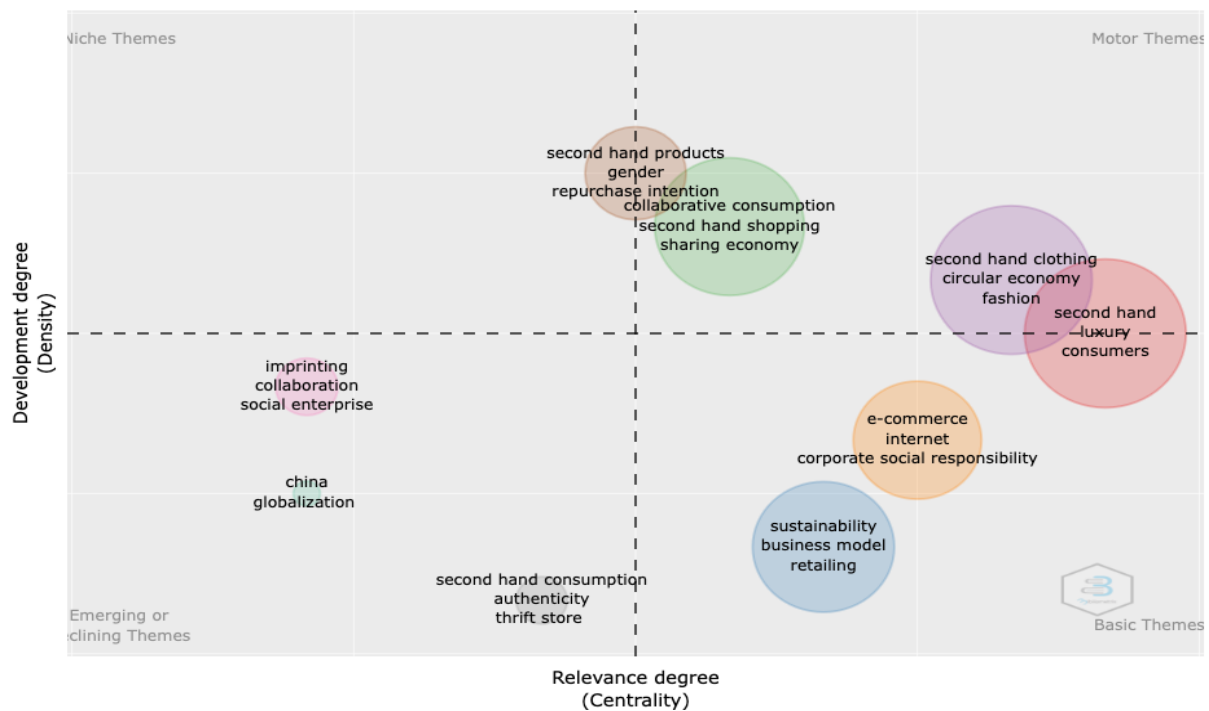 Niche Themes
Motor Themes
second hand products
gender
repurchase intention
collaborative consumption
second hand shopping
sharing economy
second hand clothing
circular economy
fashion
second hand
luxury
consumers
imprinting
collaboration
social enterprise
e-commerce
internet
corporate social responsibility
china
globalization
sustainability
business model
retailing
second hand consumption
authenticity
thrift store
Emerging or
eclining Themes
Basic Themes
Development degree
(Density)
Relevance degree
(Centrality)